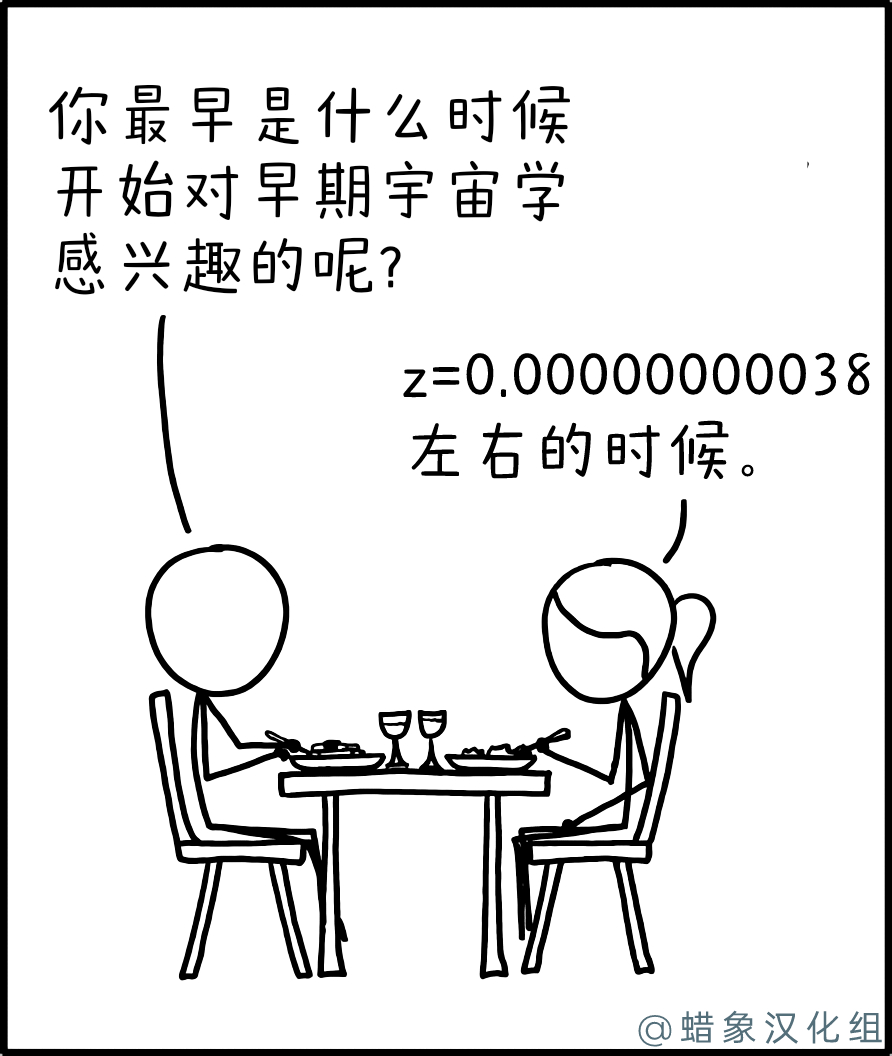 你最早是什么时候
开始对早期宇宙学
感兴趣的呢?
z=0.00000000038
左右的时候。
@蜡象汉化组